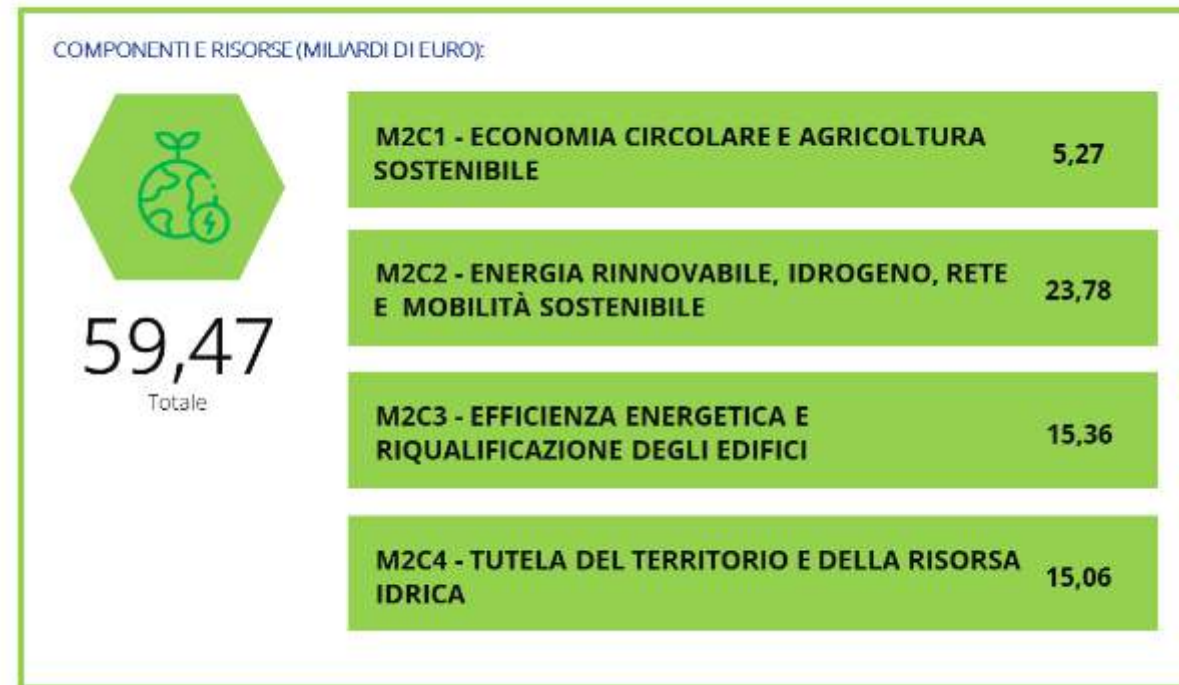 COMPONENTI E RISORSE (MILIARDI DI EURO):
59,47
Totale
M2C1 - ECONOMIA CIRCOLARE E AGRICOLTURA
SOSTENIBILE
5,27
M2C2 - ENERGIA RINNOVABILE, IDROGENO, RETE
E MOBILITÀ SOSTENIBILE
23,78
M2C3 - EFFICIENZA ENERGETICA E
RIQUALIFICAZIONE DEGLI EDIFICI
15,36
M2C4 - TUTELA DEL TERRITORIO E DELLA RISORSA
IDRICA
15,06